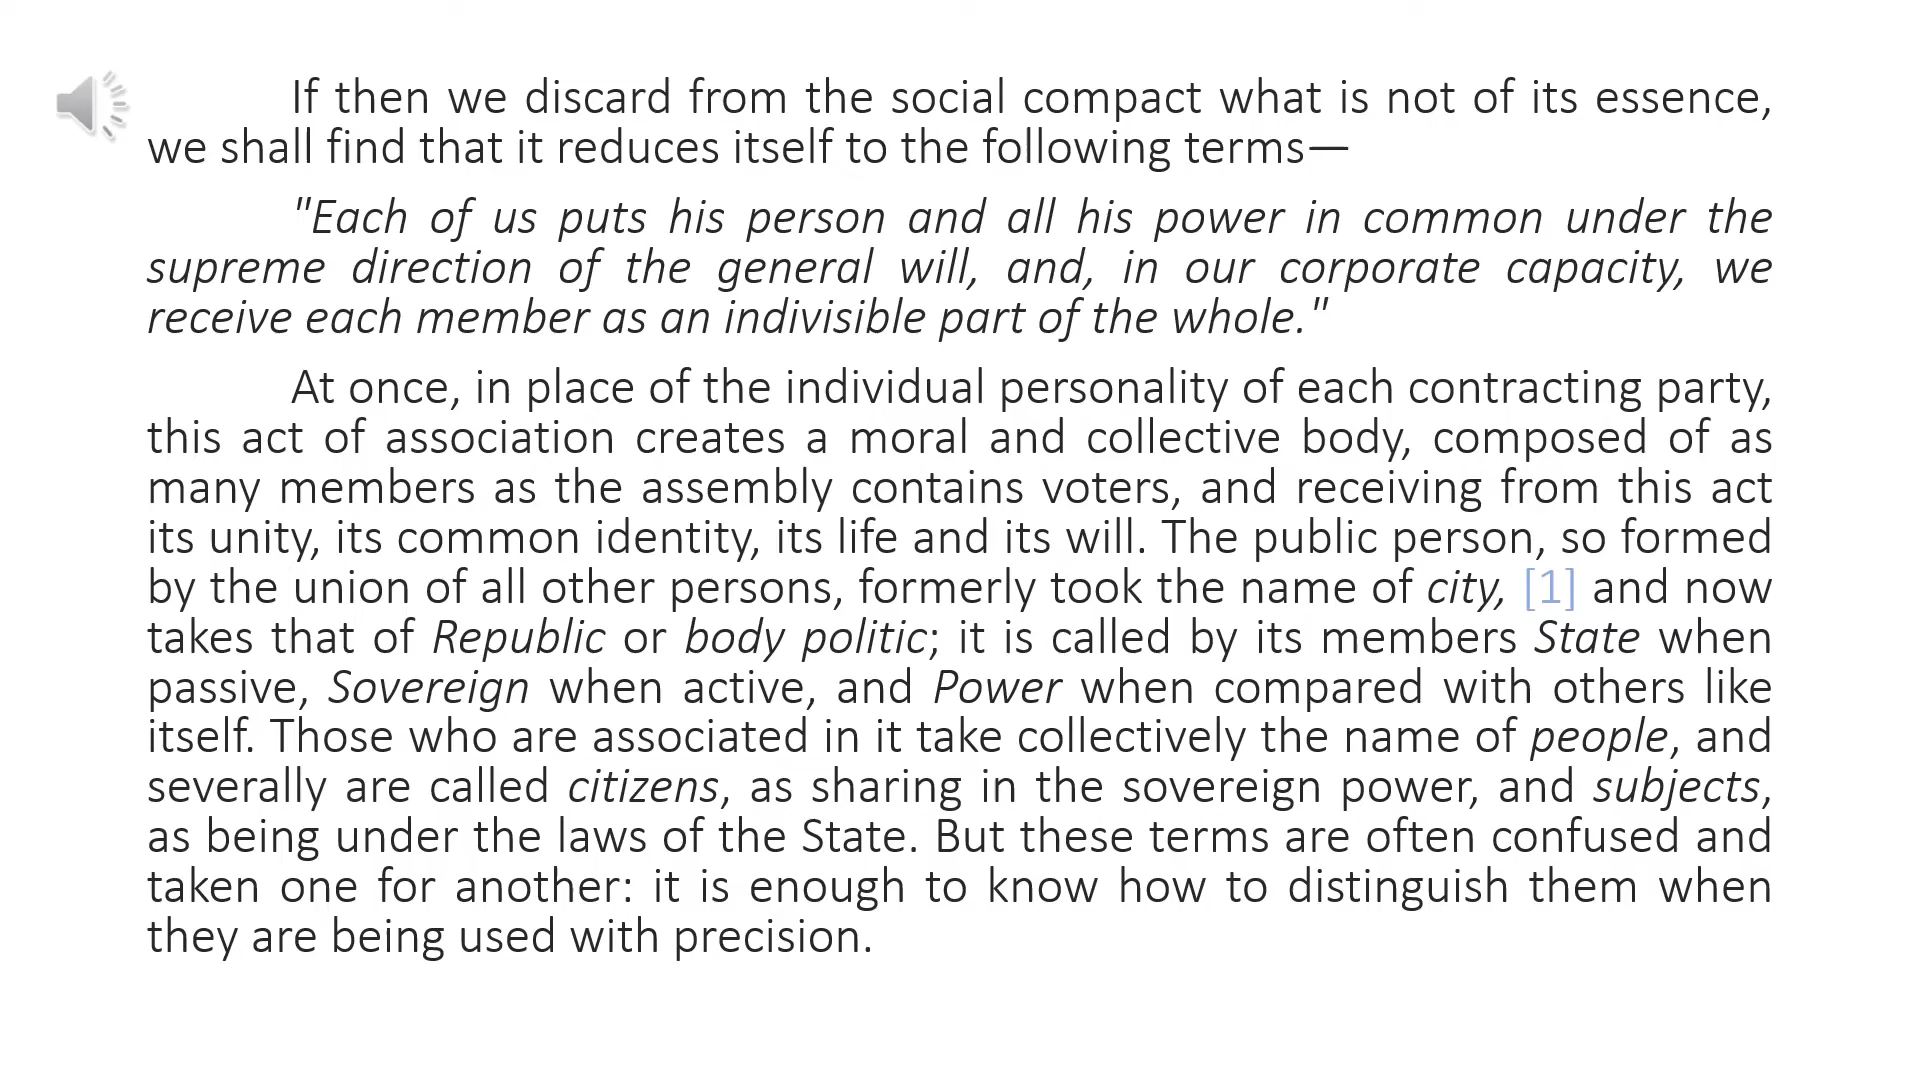 If then we discard from the social compact what is not of its essence,
we shall find that it reduces itself to the following terms—
"Each of us puts his person and all his power in common under the
supreme direction of the general will, and, in our corporate capacity, we
receive each member as an indivisible part of the whole."
At once, in place of the individual personality of each contracting party,
this act of association creates a moral and collective body, composed of as
many members as the assembly contains voters, and receiving from this act
its unity, its common identity, its life and its will. The public person, so formed
by the union of all other persons, formerly took the name of city, [1] and now
takes that of Republic or body politic; it is called by its members State when
passive, Sovereign when active, and Power when compared with others like
itself. Those who are associated in it take collectively the name of people, and
severally are called citizens, as sharing in the sovereign power, and subjects,
as being under the laws of the State. But these terms are often confused and
taken one for another: it is enough to know how to distinguish them when
they are being used with precision.